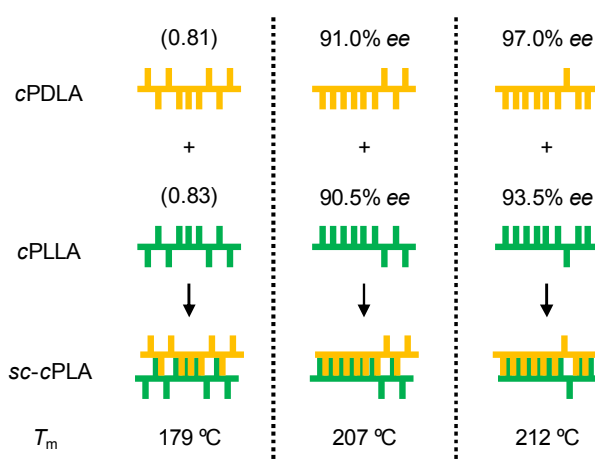 (0.81) 91.0% ee 97.0% ee
cPDLA
+ + +
(0.83) 90.5% ee 93.5% ee
cPLLA
sc-cPLA
Tm 179 ºC 207 ºC 212 ºC